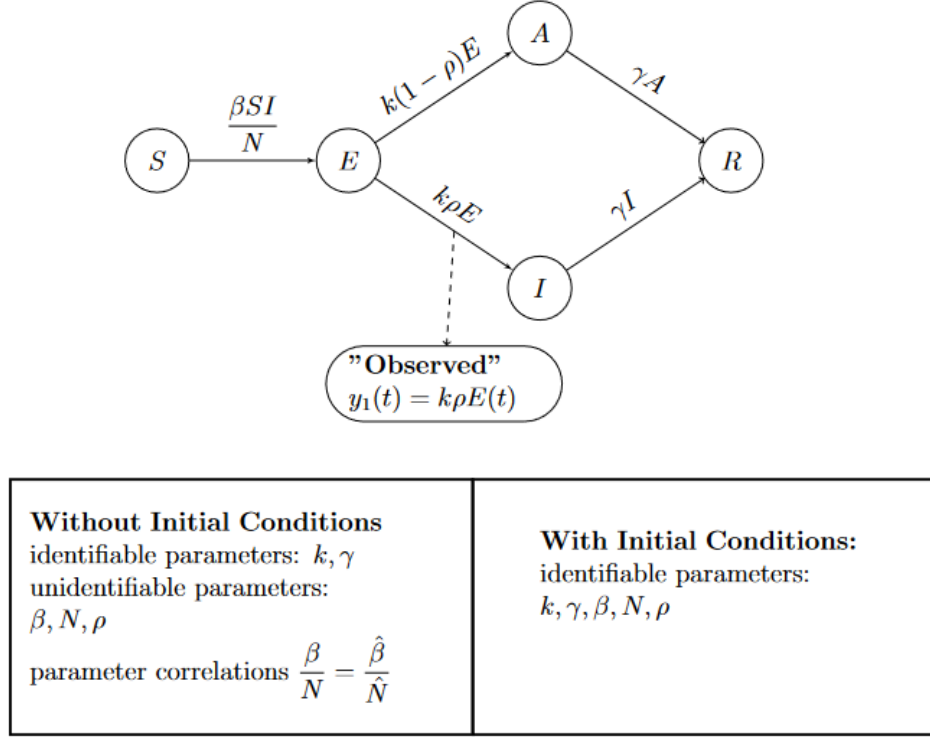 A
k(1 − ρ)E
γA
βSI
N
S
E
R
kρE
γI
I
"Observed"
y₁(t) = kρE(t)
Without Initial Conditions
identifiable parameters: k, γ
unidentifiable parameters:
β, N, ρ
parameter correlations β/N = β̂/N̂
With Initial Conditions:
identifiable parameters:
k, γ, β, N, ρ